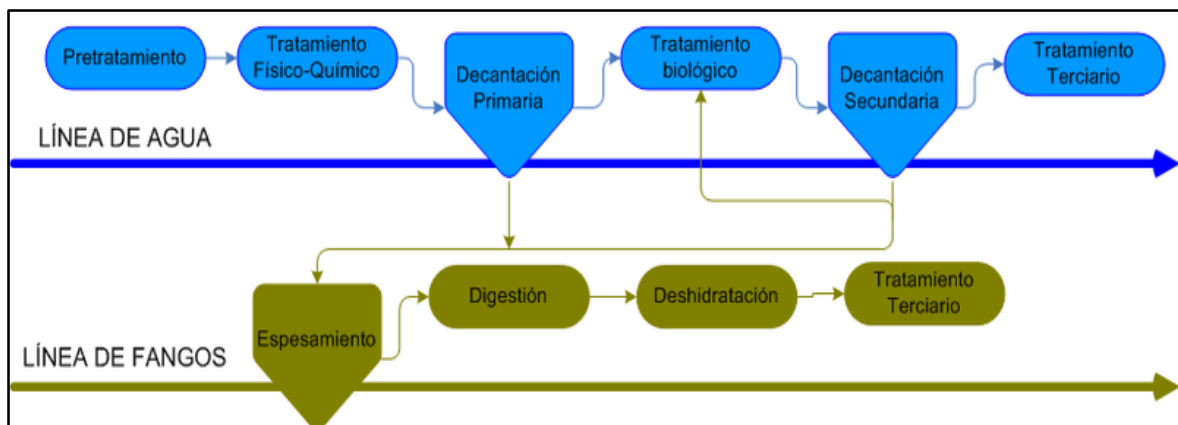 Pretratamiento
Tratamiento
Físico-Químico
Decantación
Primaria
Tratamiento
biológico
Decantación
Secundaria
Tratamiento
Terciario
LÍNEA DE AGUA
Espesamiento
Digestión
Deshidratación
Tratamiento
Terciario
LÍNEA DE FANGOS